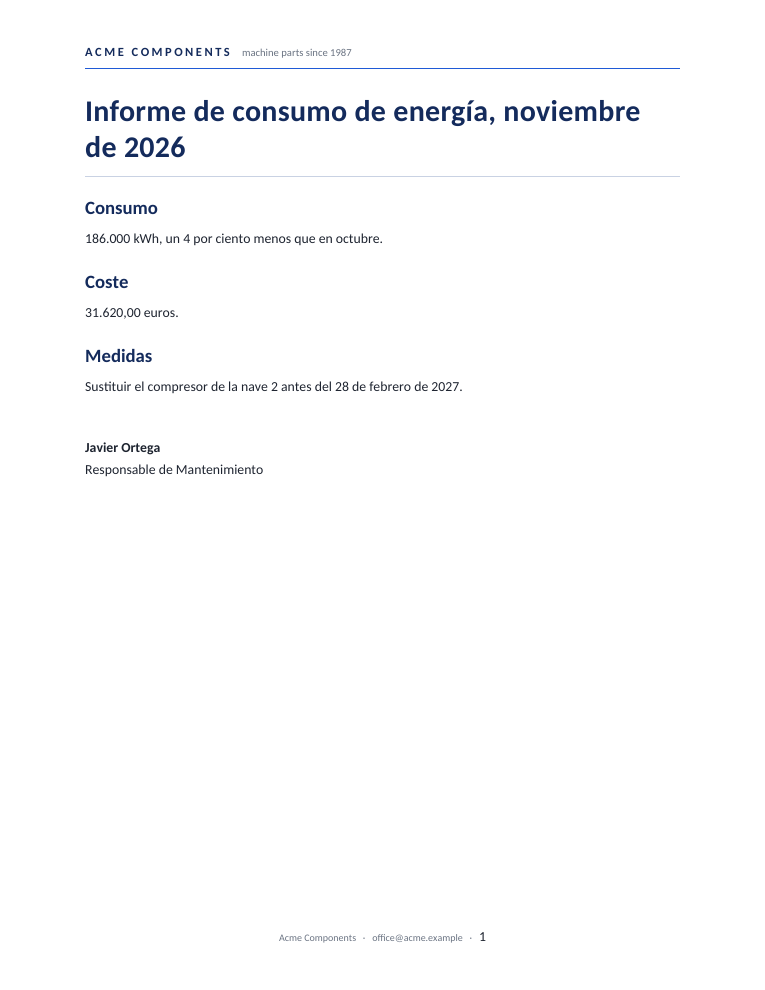 ACME COMPONENTS machine parts since 1987
Informe de consumo de energía, noviembre
de 2026
Consumo
186.000 kWh, un 4 por ciento menos que en octubre.
Coste
31.620,00 euros.
Medidas
Sustituir el compresor de la nave 2 antes del 28 de febrero de 2027.
Javier Ortega
Responsable de Mantenimiento
Acme Components · office@acme.example · 1